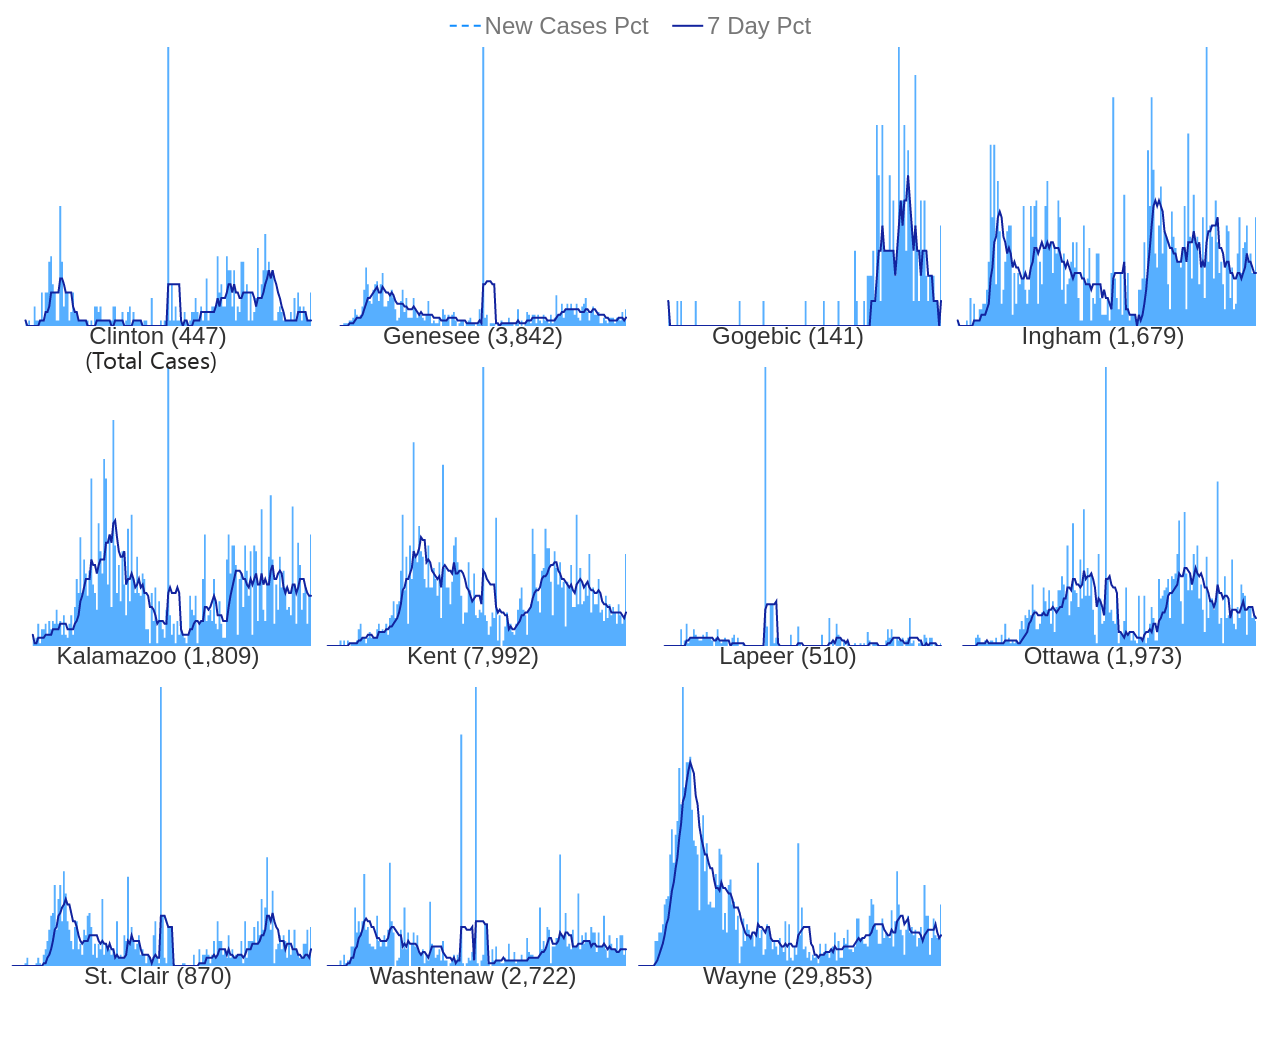 New Cases Pct 7 Day Pct
Clinton (447) Genesee (3,842) Gogebic (141) Ingham (1,679)
(Total Cases)
Kalamazoo (1,809) Kent (7,992) Lapeer (510) Ottawa (1,973)
St. Clair (870) Washtenaw (2,722) Wayne (29,853)